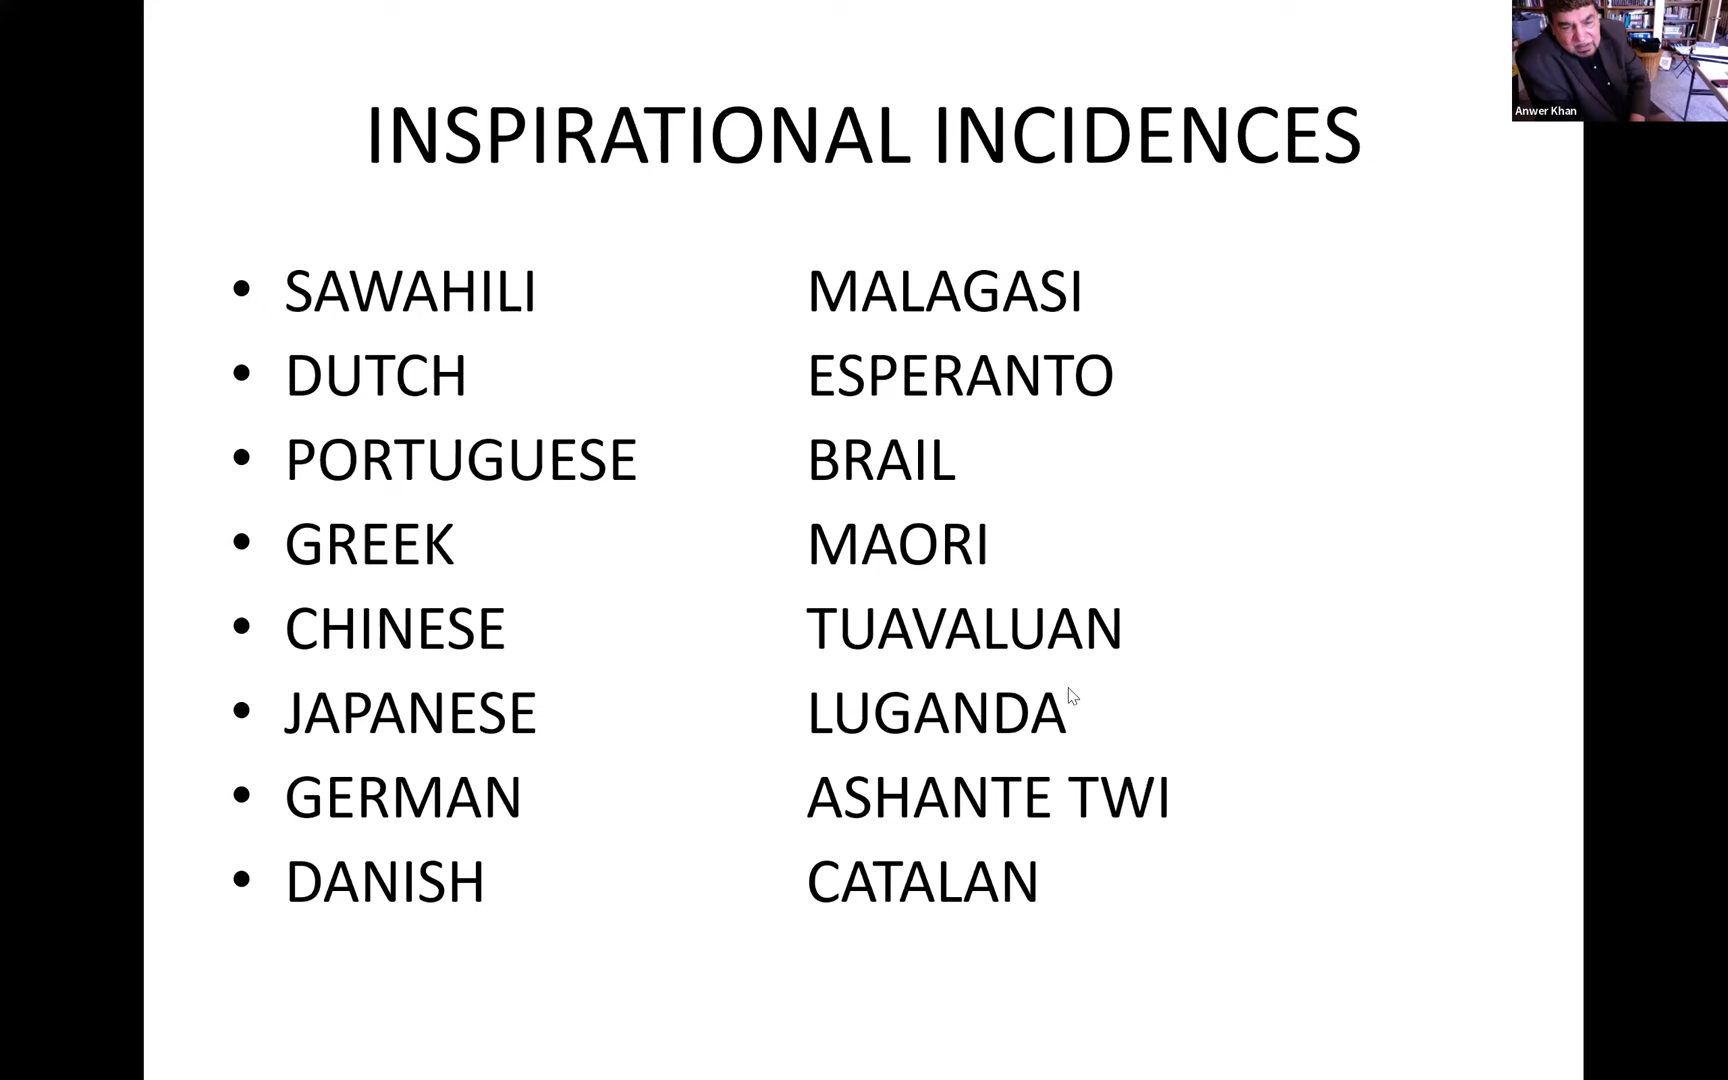 Anwer Khan
INSPIRATIONAL INCIDENCES
• SAWAHILI MALAGASI
• DUTCH ESPERANTO
• PORTUGUESE BRAIL
• GREEK MAORI
• CHINESE TUAVALUAN
• JAPANESE LUGANDA
• GERMAN ASHANTE TWI
• DANISH CATALAN